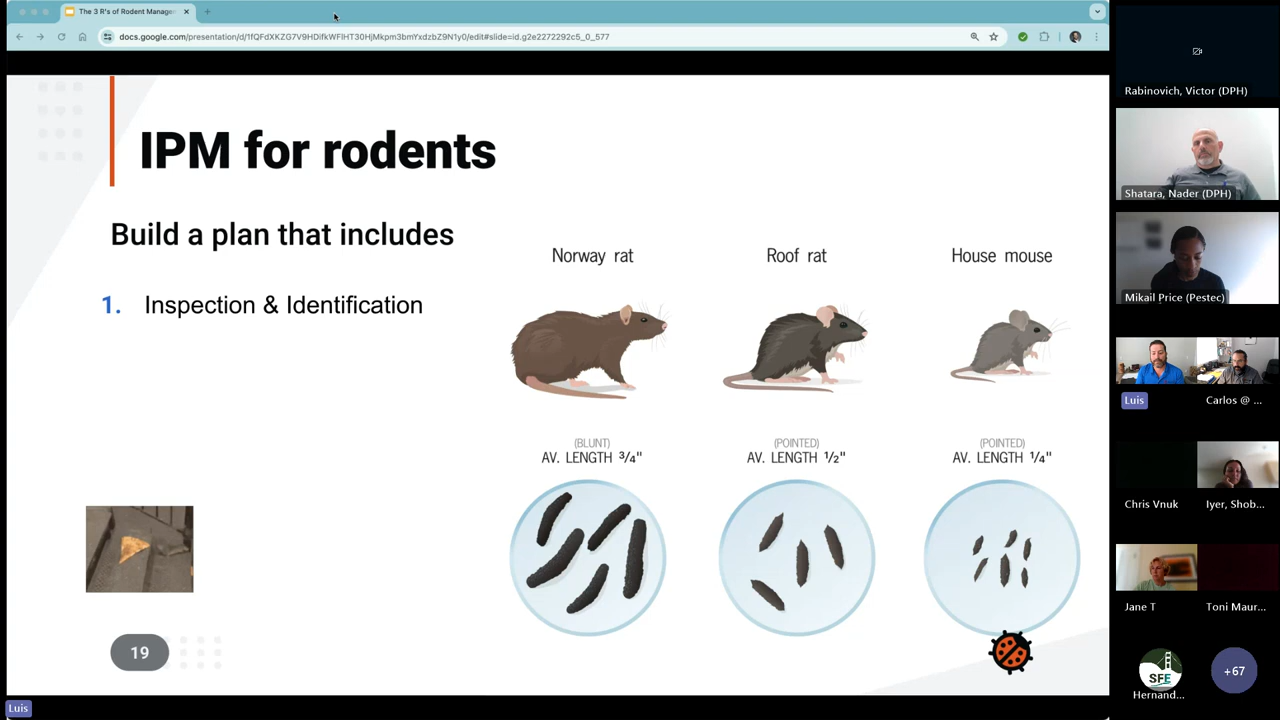 The 3 R's of Rodent Manage
docs.google.com/presentation/d/1fQFdXKZG7V9HDifkWFIHT30HjMkpm3bmYxdzbZ9N1y0/edit#slide=id.g2e2272292c5_0_577
IPM for rodents
Build a plan that includes
1. Inspection & Identification
Norway rat
Roof rat
House mouse
(BLUNT)
AV. LENGTH ¾"
(POINTED)
AV. LENGTH ½"
(POINTED)
AV. LENGTH ¼"
19
Luis
Rabinovich, Victor (DPH)
Shatara, Nader (DPH)
Mikail Price (Pestec)
Luis
Carlos @ ...
Chris Vnuk
Iyer, Shob...
Jane T
Toni Maur...
SFE
Hernand...
+67